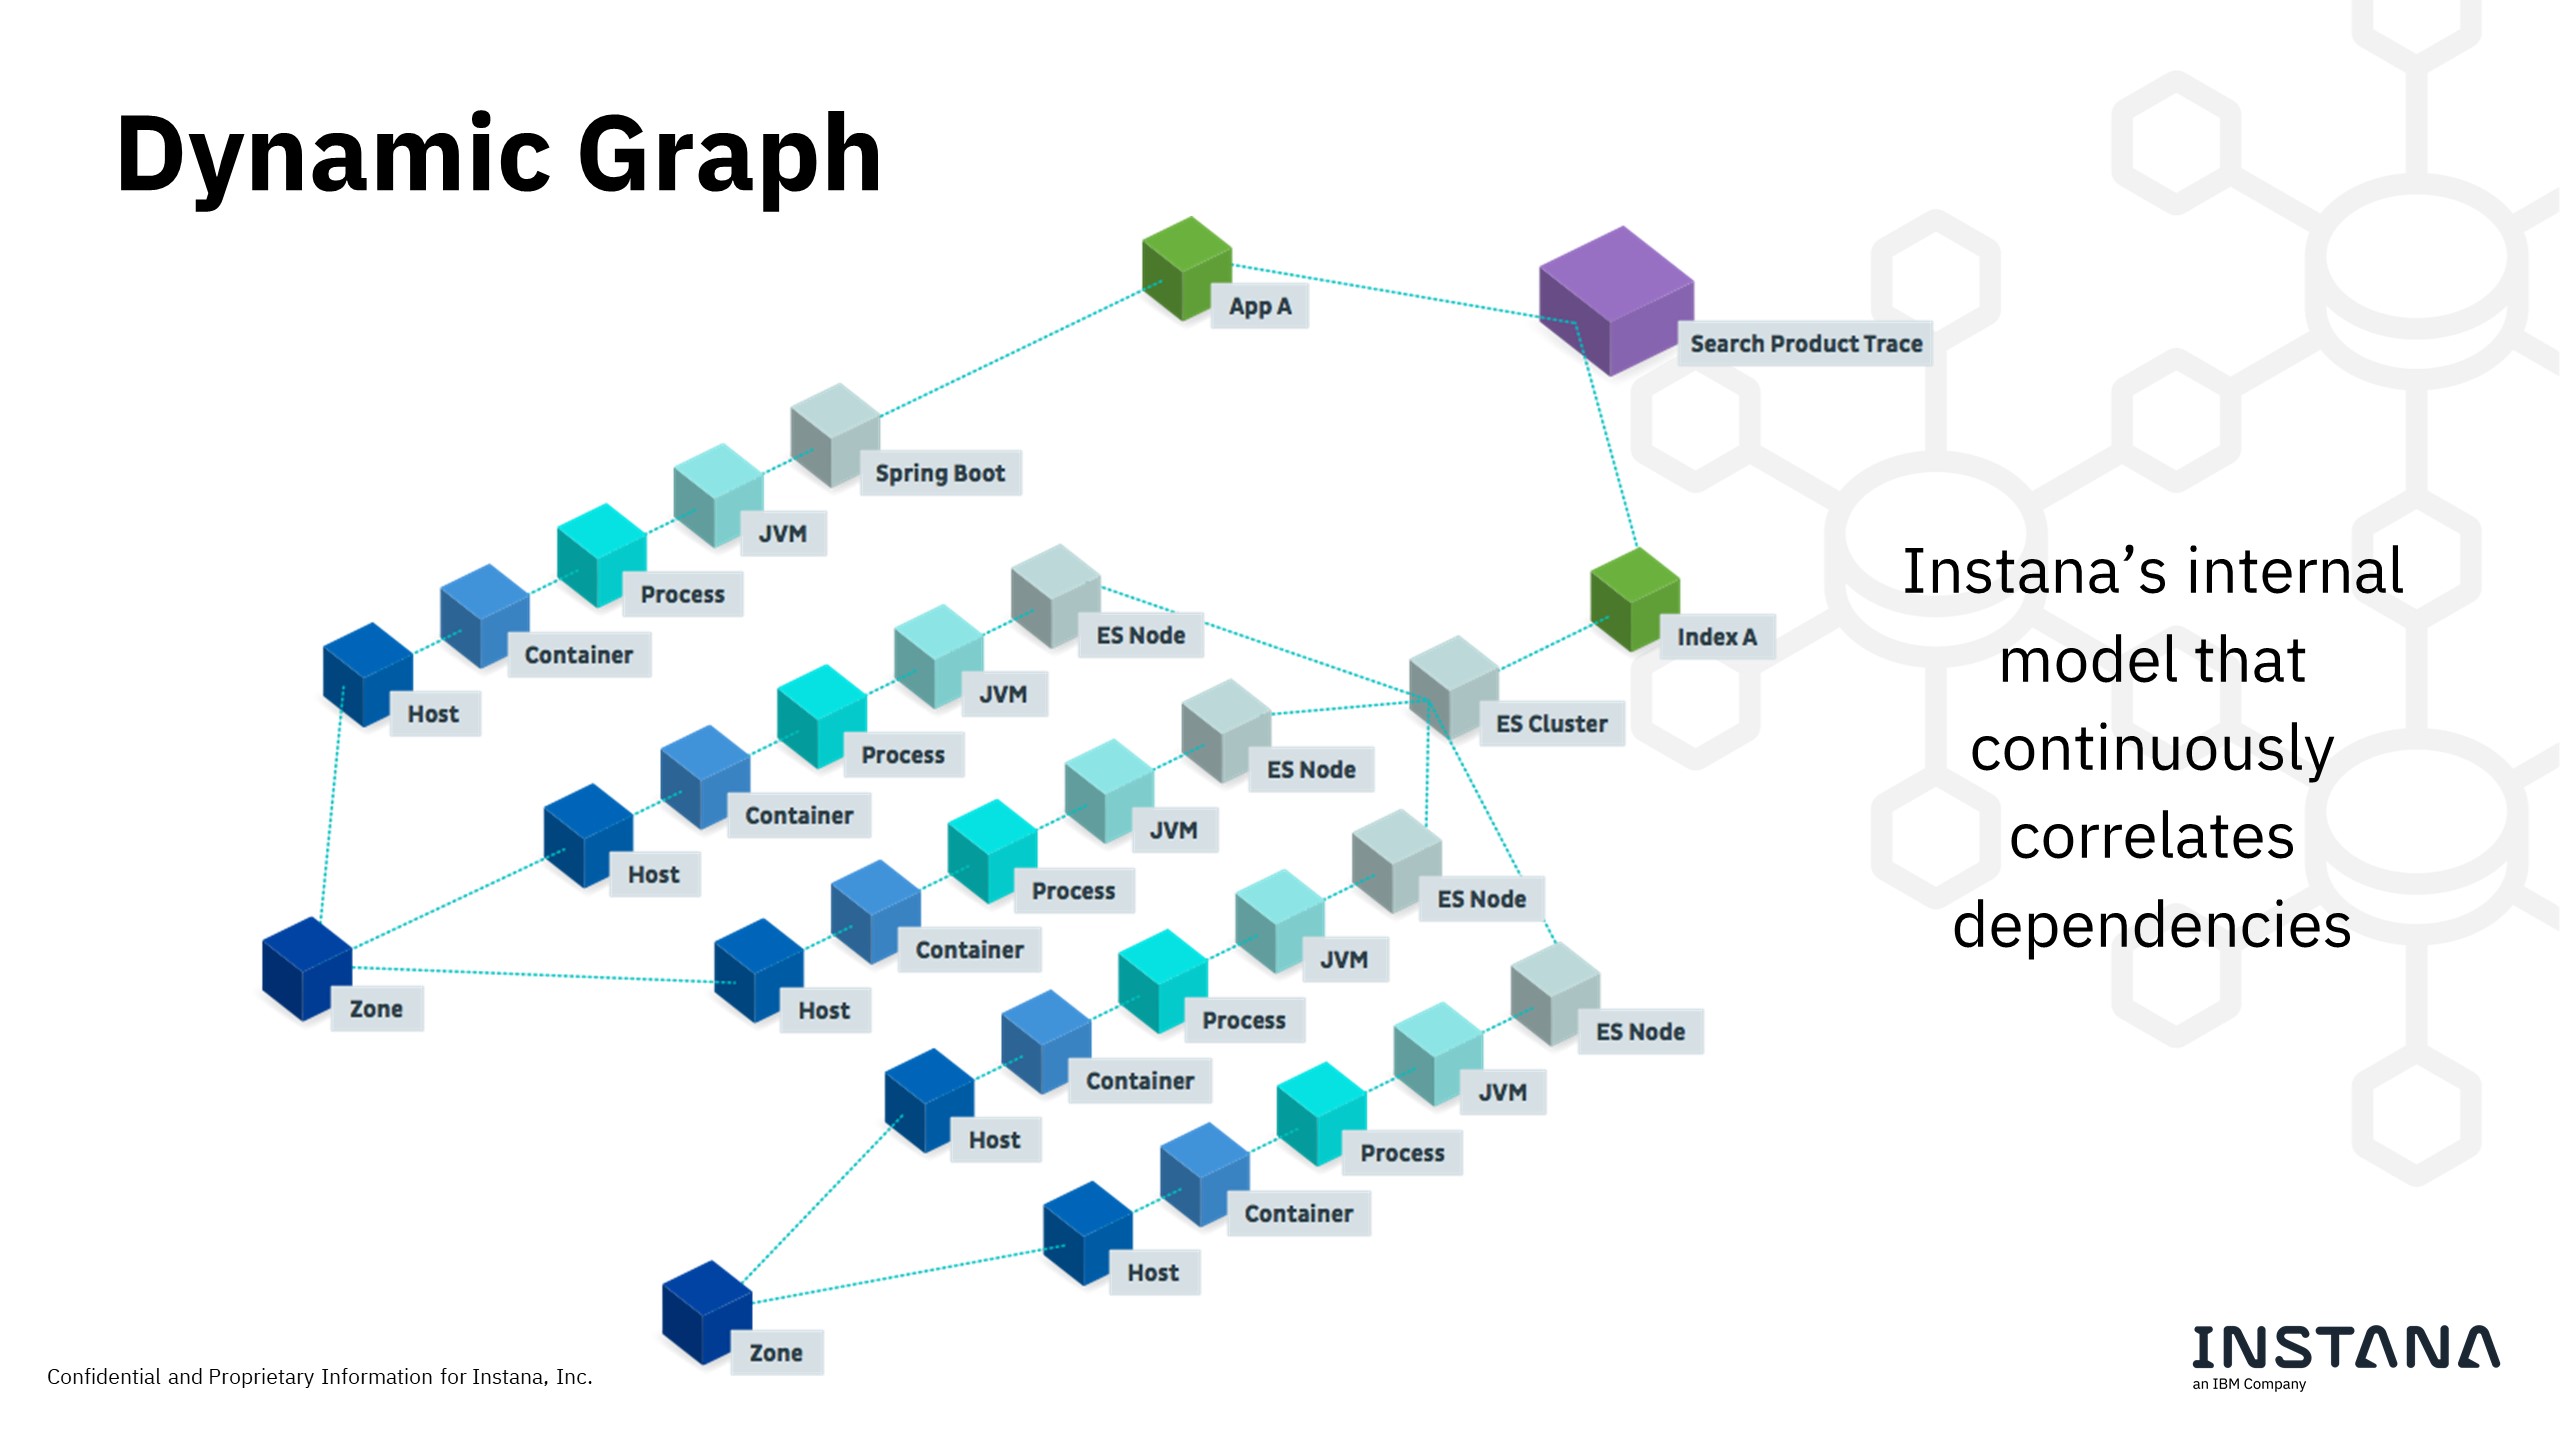 Dynamic Graph
App A
Search Product Trace
Spring Boot
JVM
Process
Container
Host
ES Node
JVM
Process
Container
Host
Index A
ES Cluster
ES Node
JVM
Process
Container
Host
Zone
ES Node
JVM
Process
Container
Host
ES Node
JVM
Process
Container
Host
Zone
Instana’s internal
model that
continuously
correlates
dependencies
Confidential and Proprietary Information for Instana, Inc.
INSTANA
an IBM Company